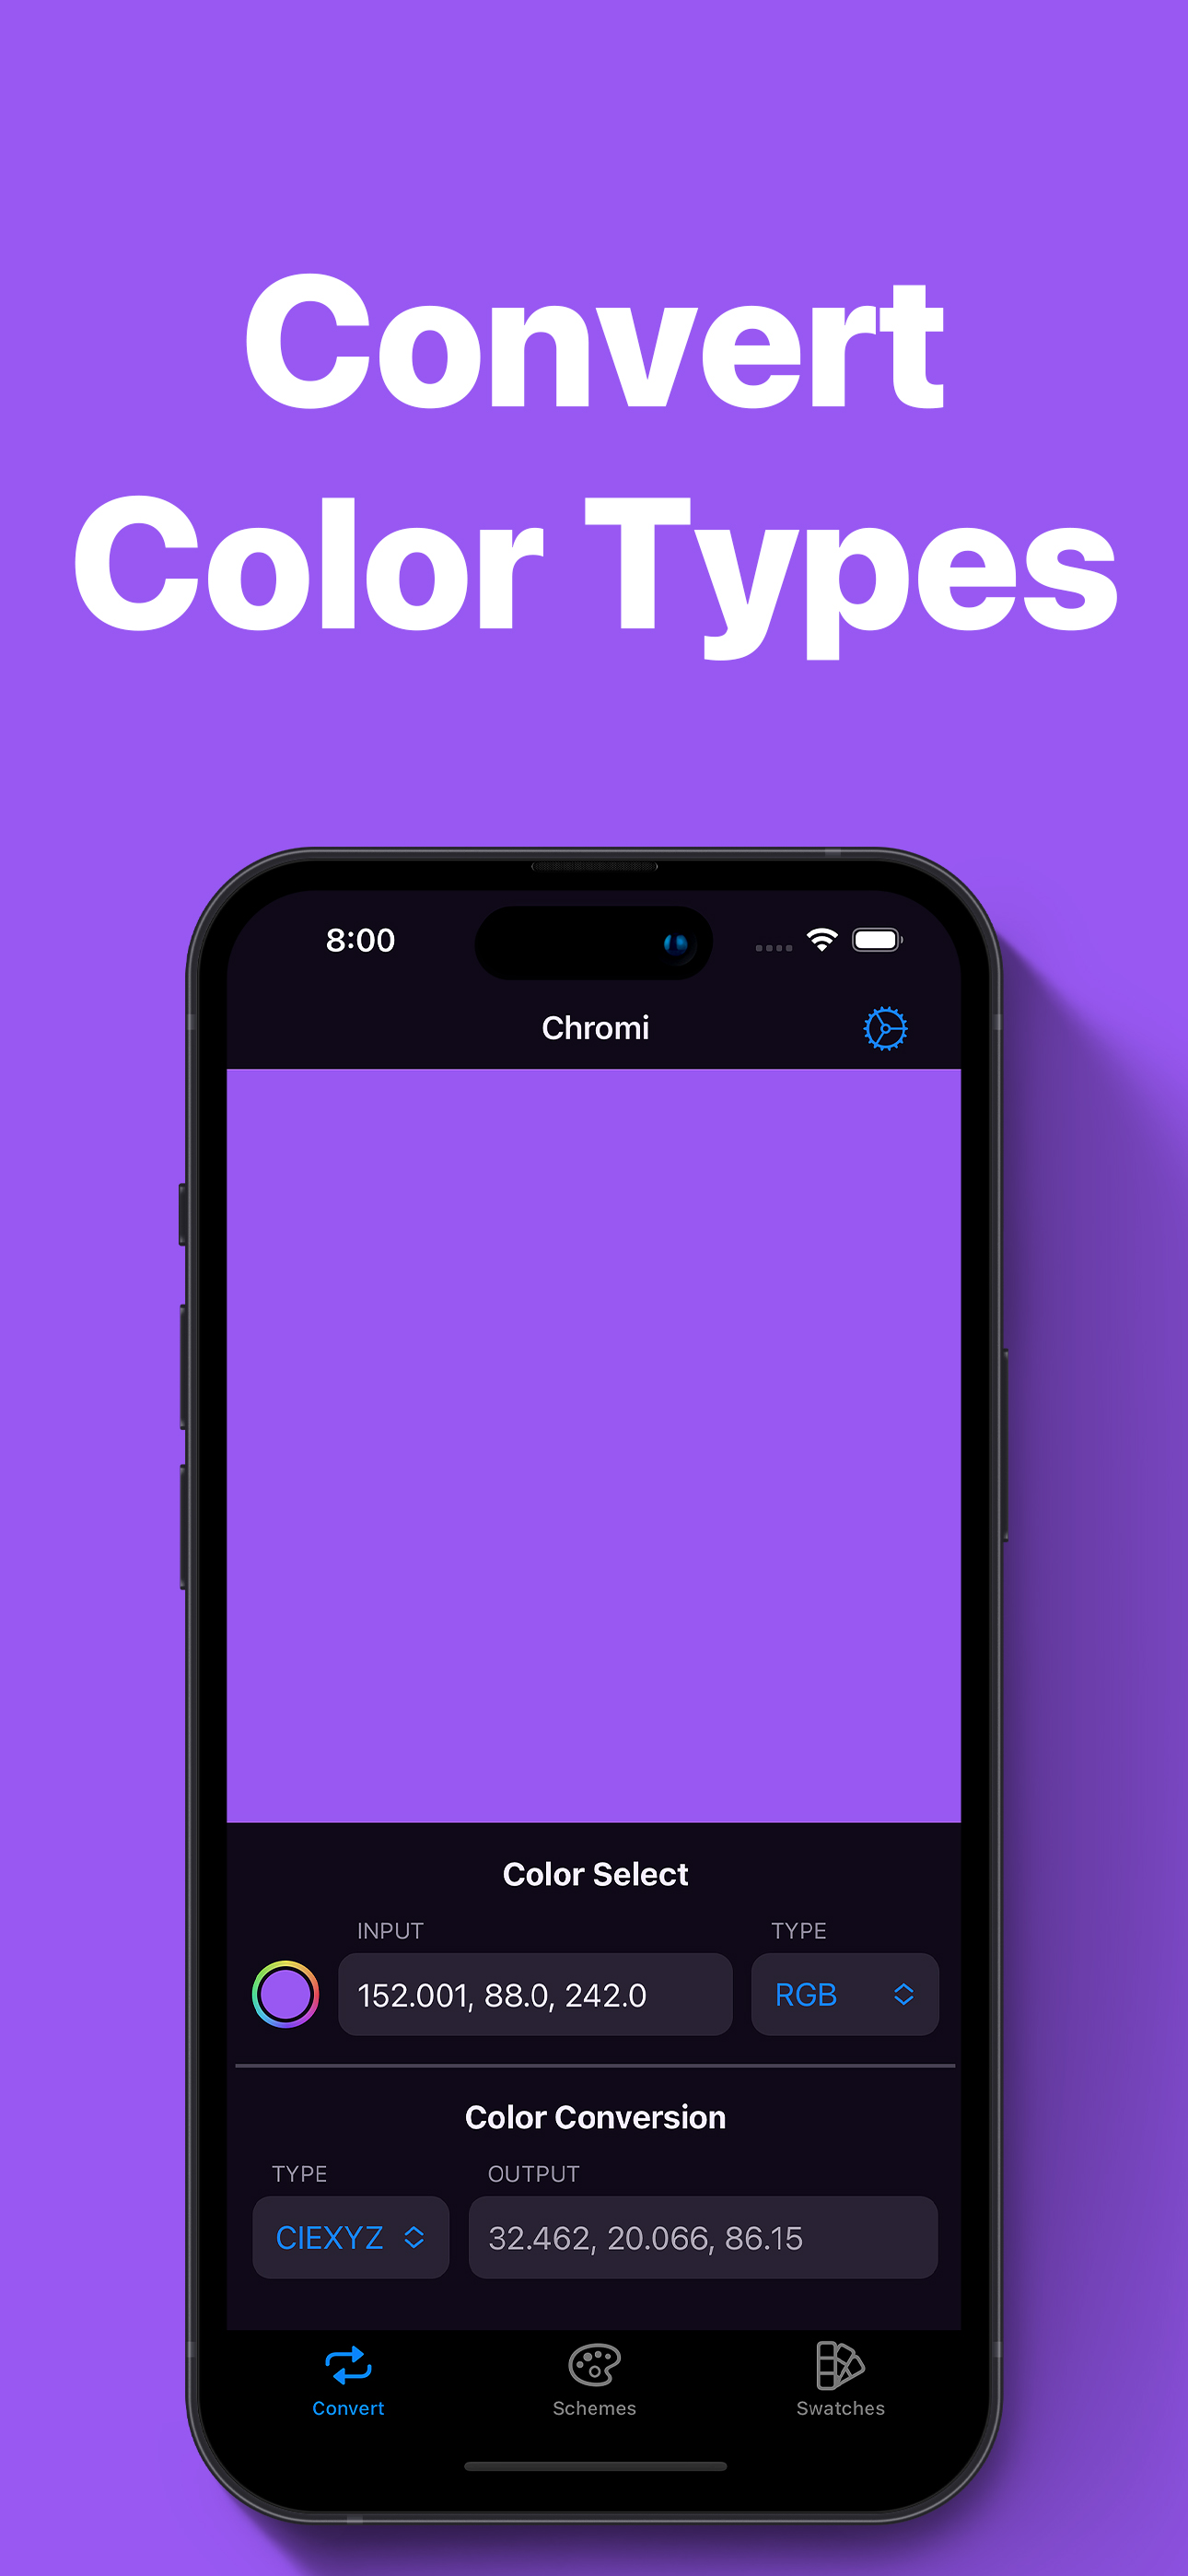 Convert
Color Types
8:00
Chromi
Color Select
INPUT
TYPE
152.001, 88.0, 242.0
RGB
Color Conversion
TYPE
OUTPUT
CIEXYZ
32.462, 20.066, 86.15
Convert
Schemes
Swatches